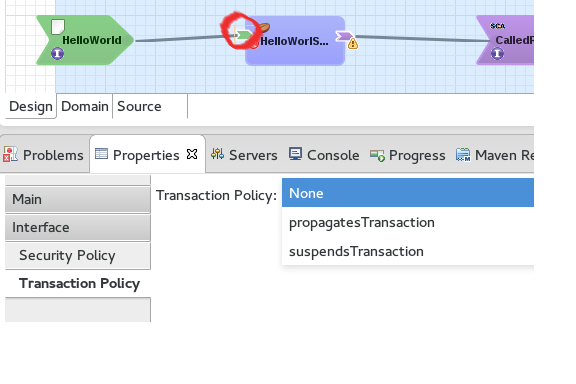 SCA
HelloWorld
HelloWorlS...
CalledR
Design Domain Source
Problems Properties Servers Console Progress Maven Re
Main
Transaction Policy: None
Interface
propagatesTransaction
Security Policy
suspendsTransaction
Transaction Policy